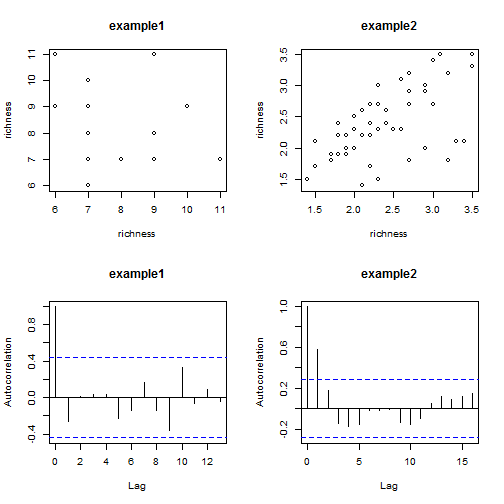 example1
richness
6 7 8 9 10 11
6 7 8 9 10 11
richness
example2
richness
1.5 2.0 2.5 3.0 3.5
1.5 2.0 2.5 3.0 3.5
richness
example1
Autocorrelation
-0.4 0.0 0.4 0.8
0 2 4 6 8 10 12
Lag
example2
Autocorrelation
-0.2 0.2 0.6 1.0
0 5 10 15
Lag